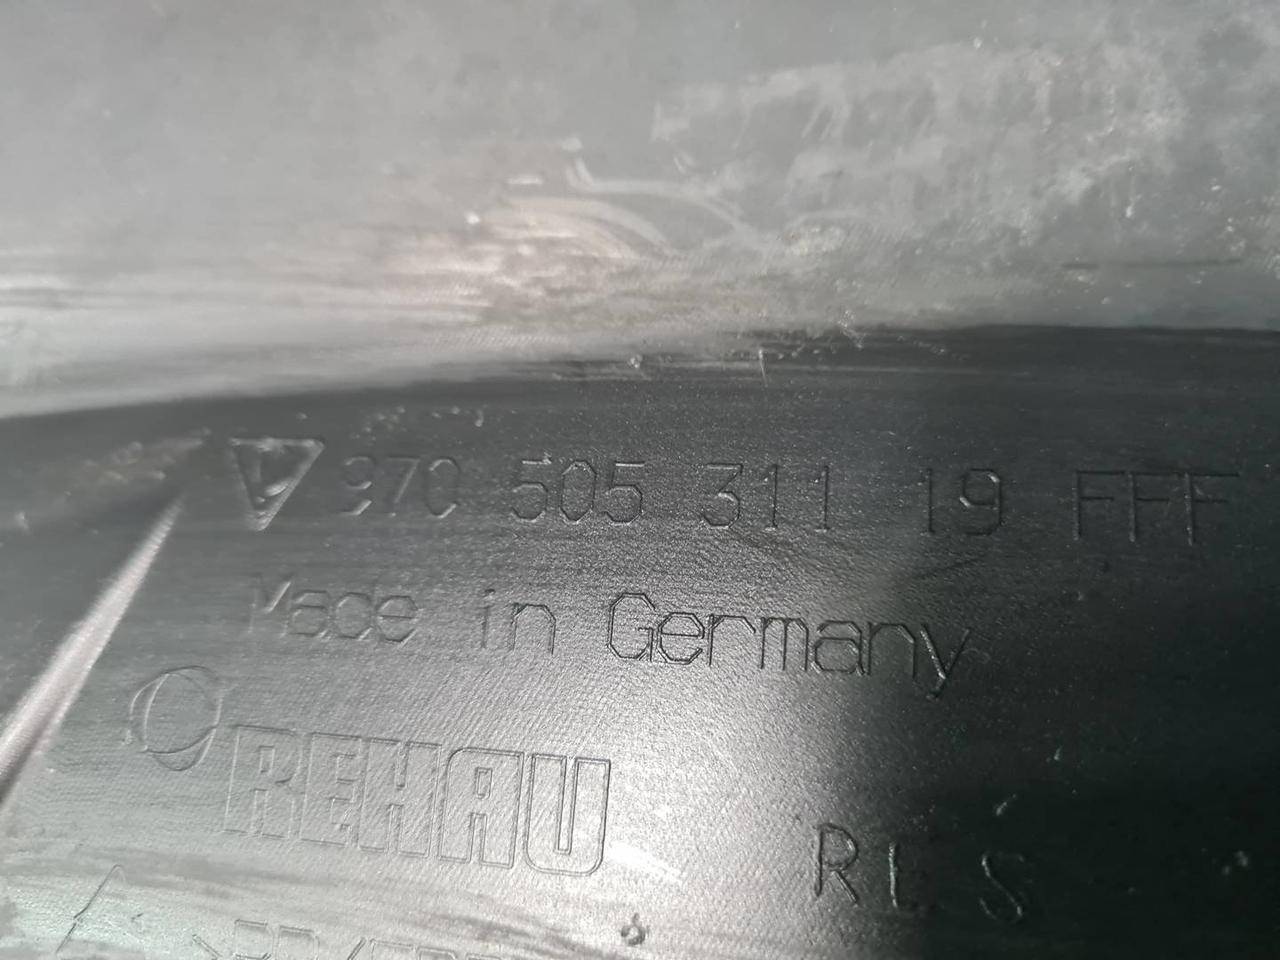 970 505 311 19 FFF
Made in Germany
REHAU
RLS